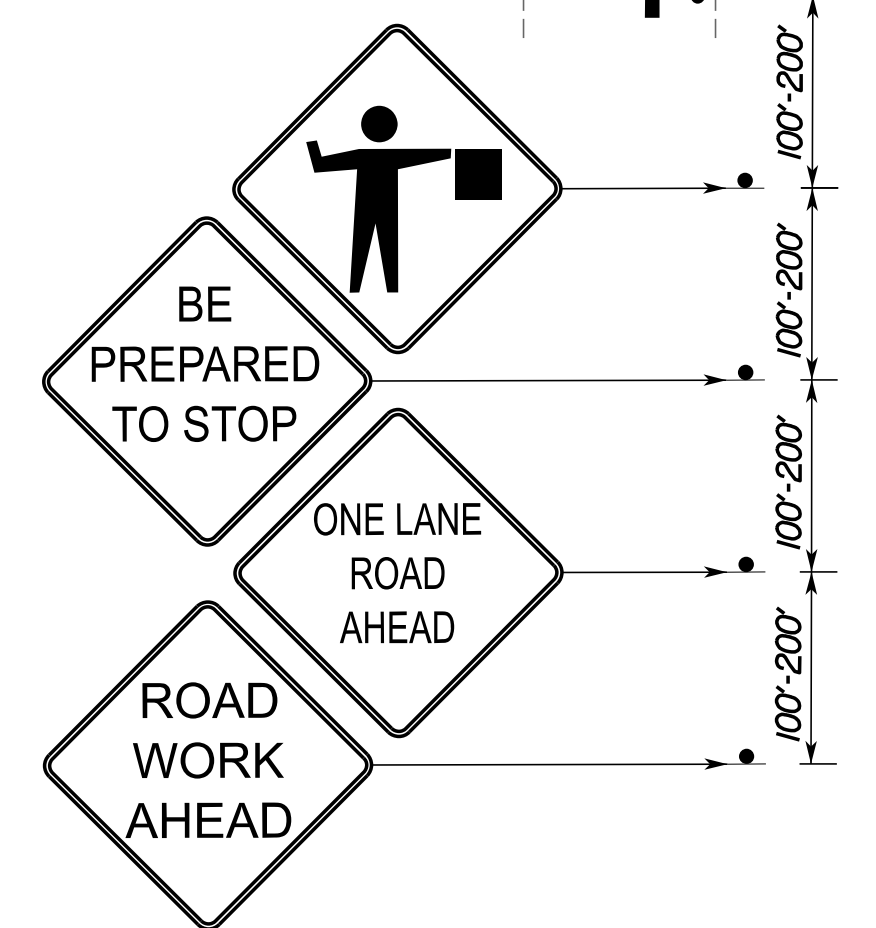 100'-200'
BE
PREPARED
TO STOP
100'-200'
ONE LANE
ROAD
AHEAD
100'-200'
ROAD
WORK
AHEAD
100'-200'